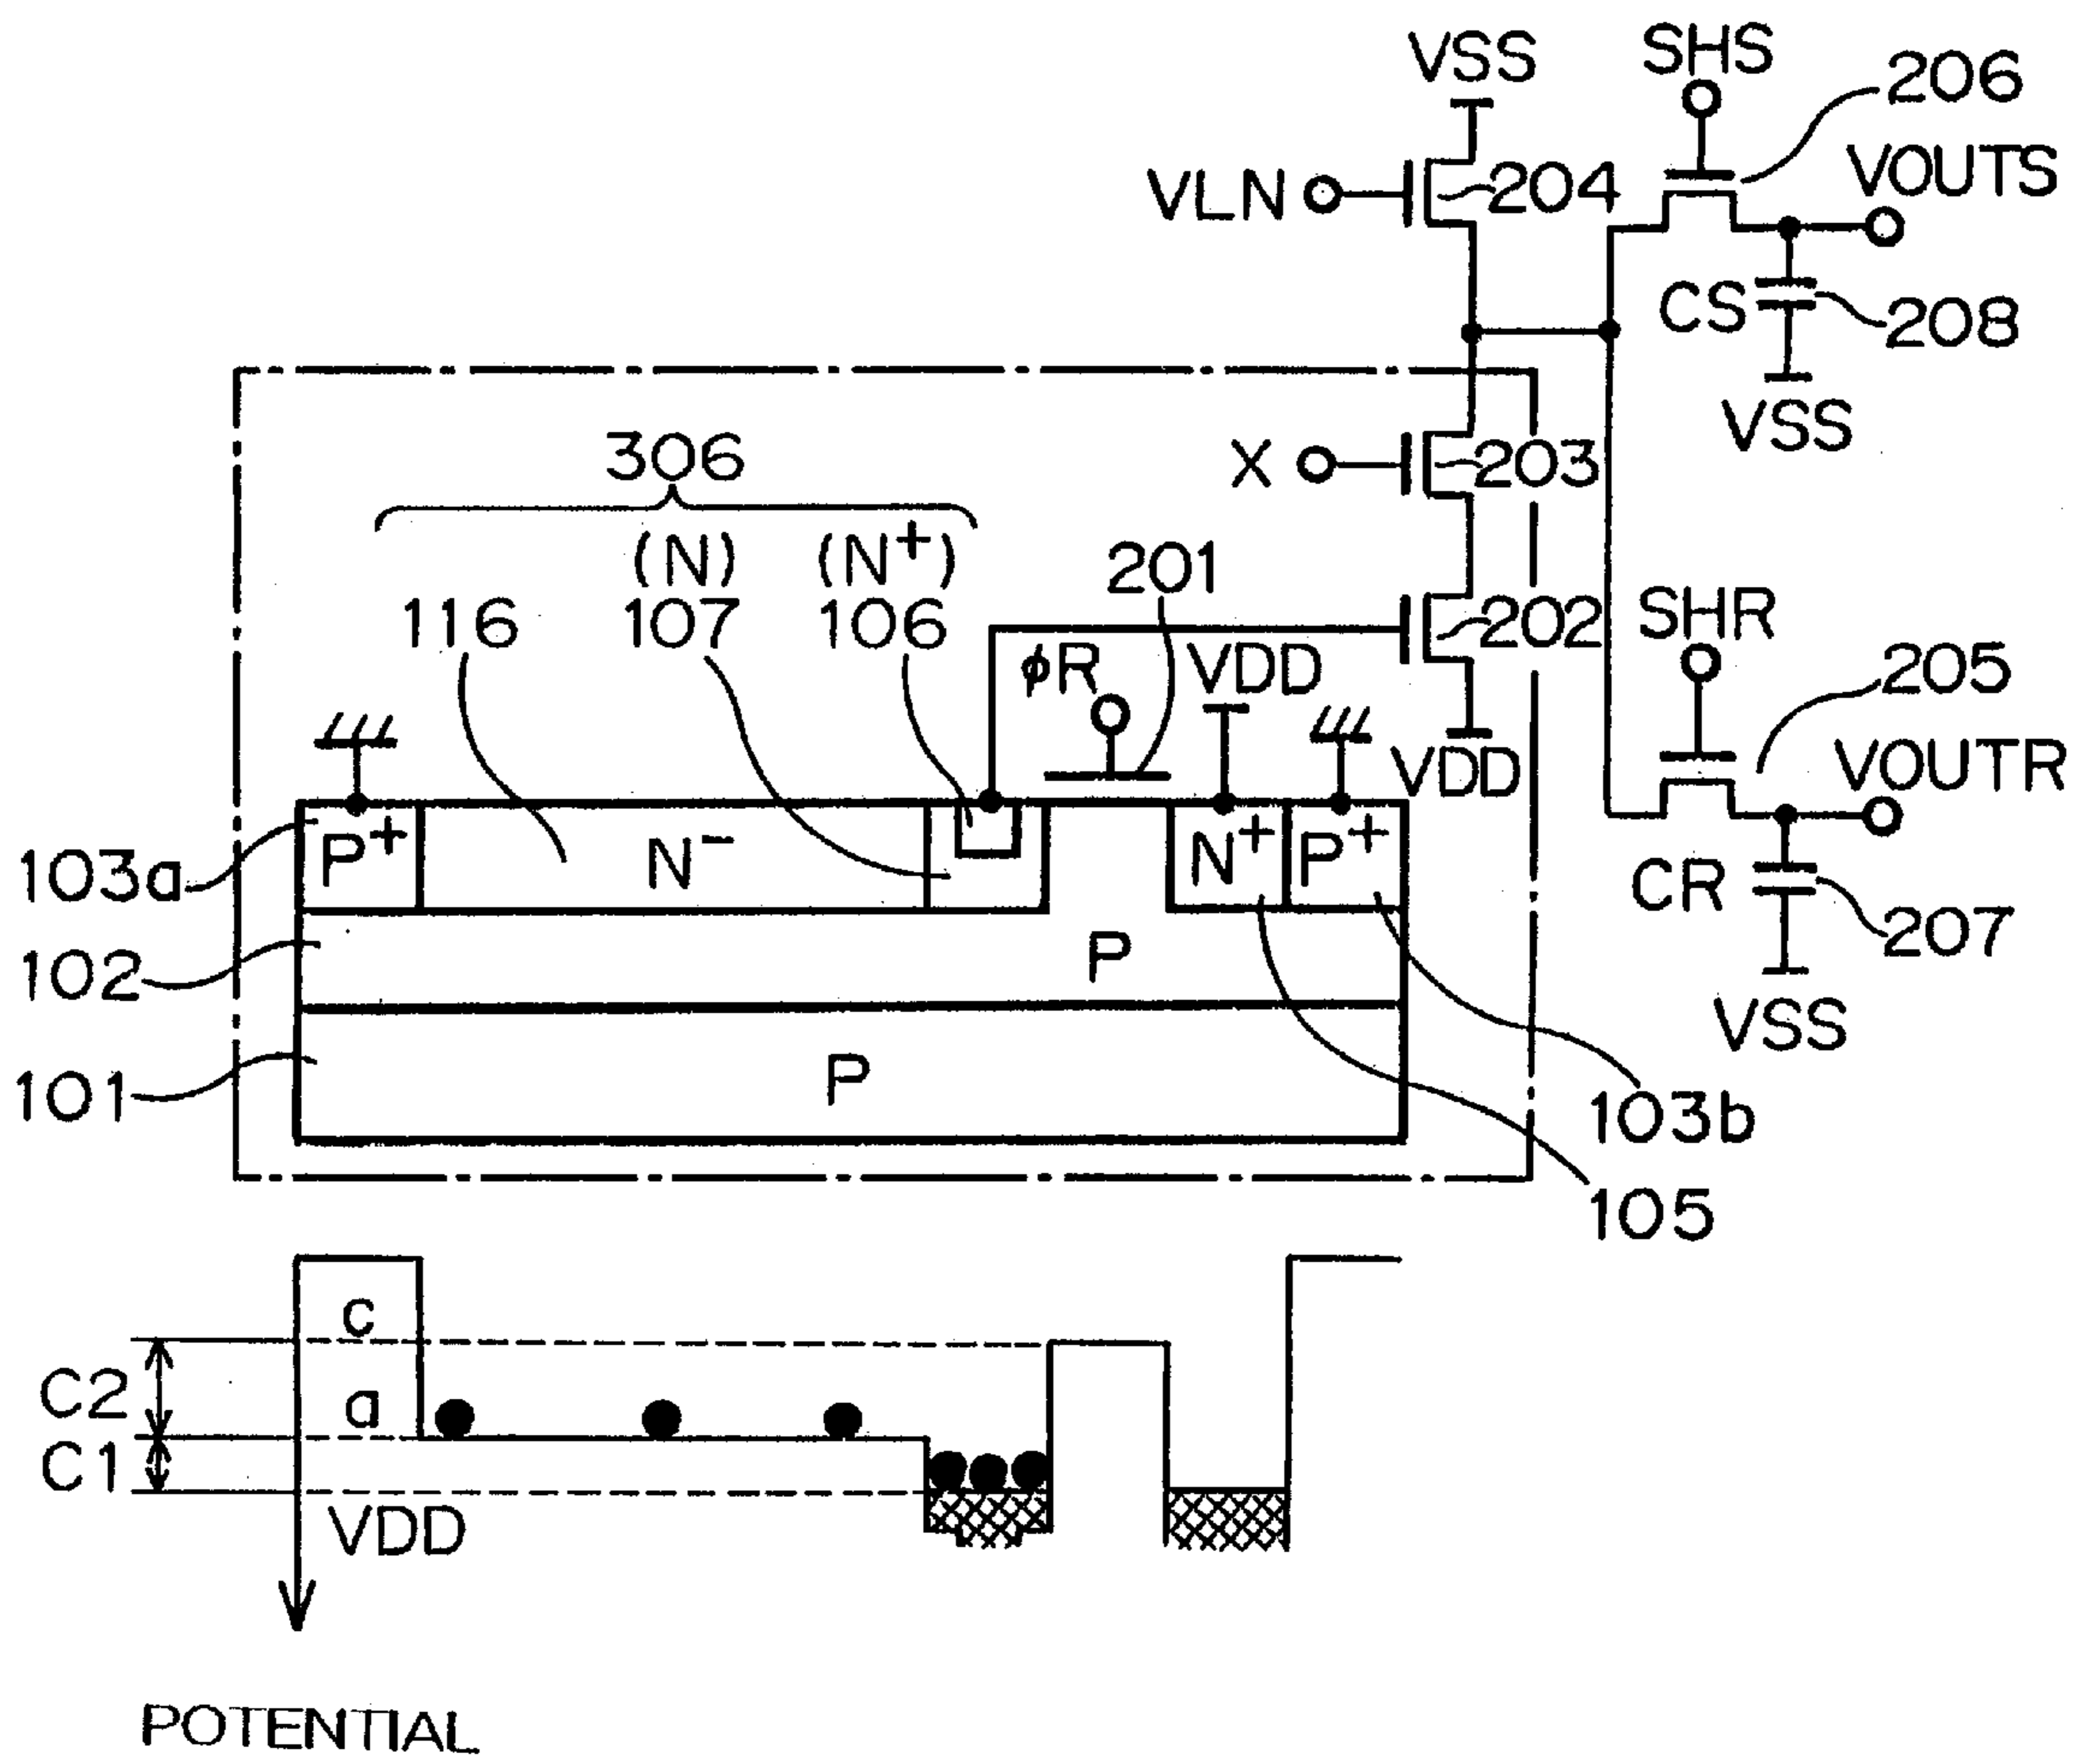 VSS SHS 206
VLN 204 VOUTS
CS 208
VSS
306 X 203
(N) (N+) 201
116 107 106 202 SHR
φR VDD 205
VDD VOUTR
103a P+ N- N+ P+ CR 207
102 P VSS
101 P 103b
105
c
C2 a
C1
VDD
POTENTIAL